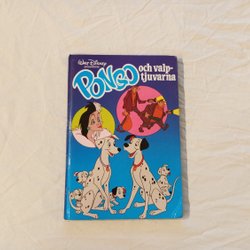 Walt Disney
PONGO
och valp-
tjuvarna